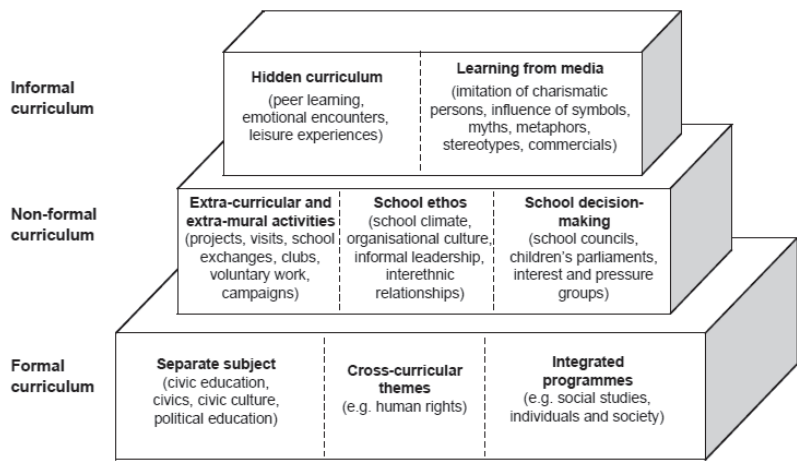 Informal
curriculum
Hidden curriculum
(peer learning,
emotional encounters,
leisure experiences)
Learning from media
(imitation of charismatic
persons, influence of symbols,
myths, metaphors,
stereotypes, commercials)
Non-formal
curriculum
Extra-curricular and
extra-mural activities
(projects, visits, school
exchanges, clubs,
voluntary work,
campaigns)
School ethos
(school climate,
organisational culture,
informal leadership,
interethnic
relationships)
School decision-
making
(school councils,
children's parliaments,
interest and pressure
groups)
Formal
curriculum
Separate subject
(civic education,
civics, civic culture,
political education)
Cross-curricular
themes
(e.g. human rights)
Integrated
programmes
(e.g. social studies,
individuals and society)